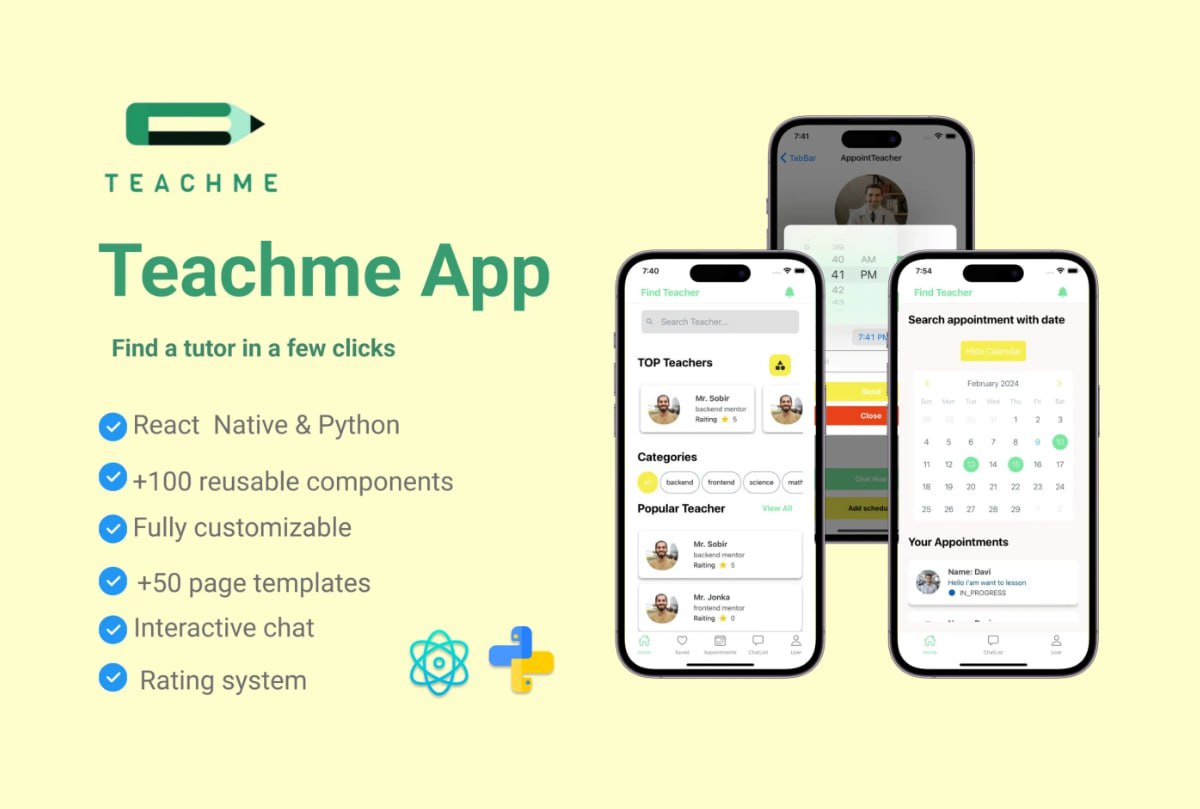 TEACHME
Teachme App
Find a tutor in a few clicks
React Native & Python
+100 reusable components
Fully customizable
+50 page templates
Interactive chat
Rating system
7:40
Find Teacher
Search Teacher...
TOP Teachers
Mr. Sobir
backend mentor
Raiting 5
Categories
All
backend
frontend
science
math
Popular Teacher
View All
Mr. Sobir
backend mentor
Raiting 5
Mr. Jonka
frontend mentor
Raiting 0
Home
Saved
Appointments
ChatList
User
7:41
TabBar
AppointTeacher
39
40 AM
41 PM
42
43
7:41 PM
Send
Close
Chat Now
Add schedu
7:54
Find Teacher
Search appointment with date
Hide Calendar
February 2024
Sun Mon Tue Wed Thu Fri Sat
28 29 30 31 1 2 3
4 5 6 7 8 9 10
11 12 13 14 15 16 17
18 19 20 21 22 23 24
25 26 27 28 29 1 2
Your Appointments
Name: Davi
Hello I'am want to lesson
IN_PROGRESS
Home
ChatList
User